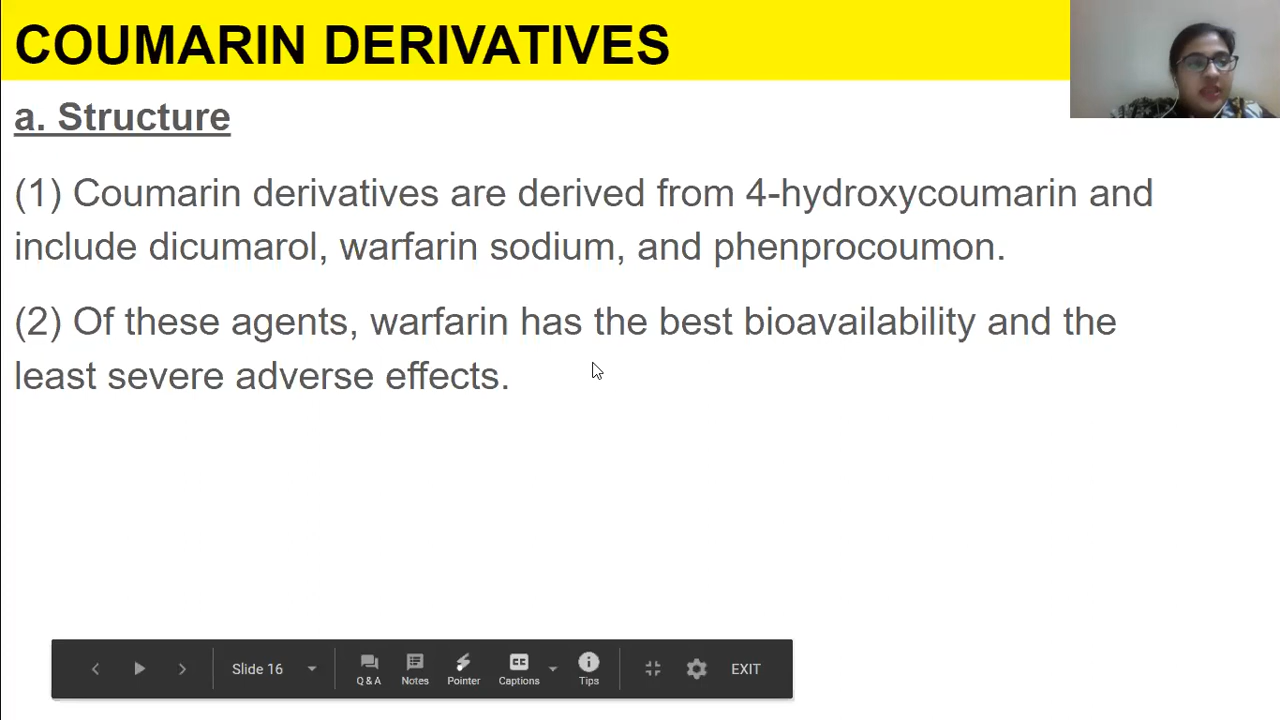 COUMARIN DERIVATIVES
a. Structure
(1) Coumarin derivatives are derived from 4-hydroxycoumarin and
include dicumarol, warfarin sodium, and phenprocoumon.
(2) Of these agents, warfarin has the best bioavailability and the
least severe adverse effects.
Slide 16
Q & A
Notes
Pointer
CC
Captions
Tips
EXIT